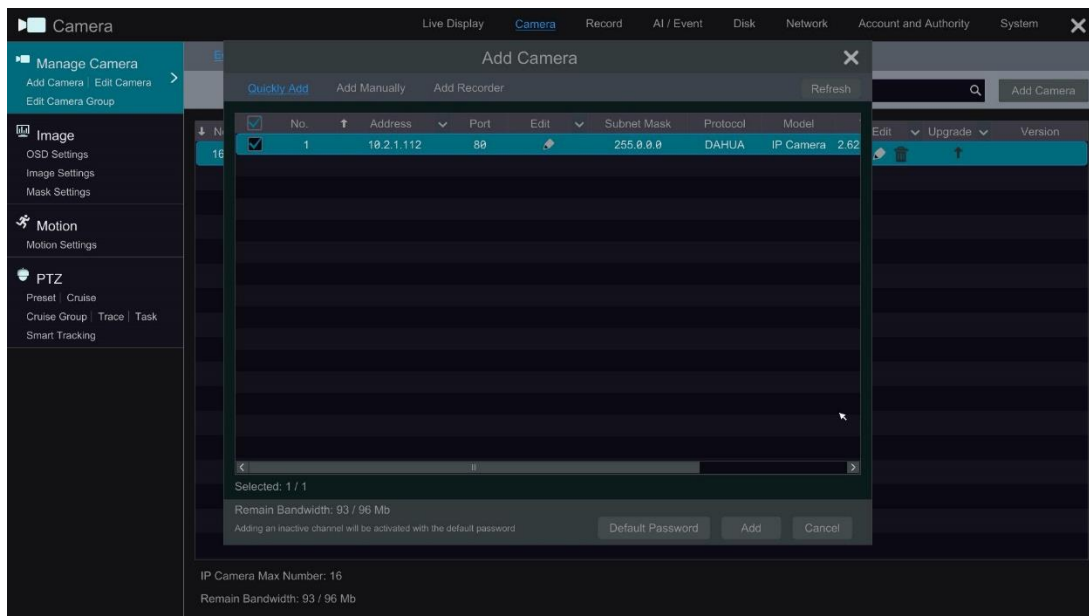 Camera
Live Display Camera Record AI / Event Disk Network Account and Authority System
Manage Camera
Add Camera | Edit Camera
Edit Camera Group
Image
OSD Settings
Image Settings
Mask Settings
Motion
Motion Settings
PTZ
Preset | Cruise
Cruise Group | Trace | Task
Smart Tracking
Add Camera
Add Camera
Quickly Add Add Manually Add Recorder Refresh
No. Address Port Edit Subnet Mask Protocol Model
1 10.2.1.112 80 255.0.0.0 DAHUA IP Camera 2.62
Edit Upgrade Version
16
Selected: 1 / 1
Remain Bandwidth: 93 / 96 Mb
Adding an inactive channel will be activated with the default password
Default Password Add Cancel
IP Camera Max Number: 16
Remain Bandwidth: 93 / 96 Mb